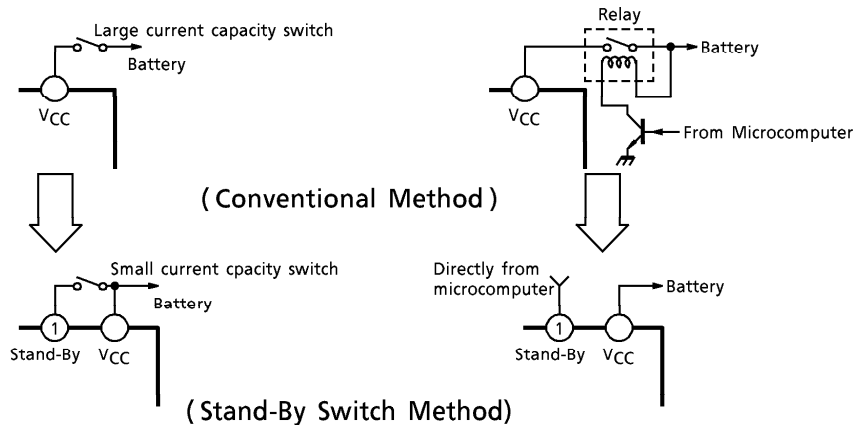 Large current capacity switch
Battery
VCC
Relay
Battery
VCC
From Microcomputer
( Conventional Method )
Small current cpacity switch
Battery
1
Stand-By
VCC
Directly from
microcomputer
Battery
1
Stand-By
VCC
( Stand-By Switch Method)